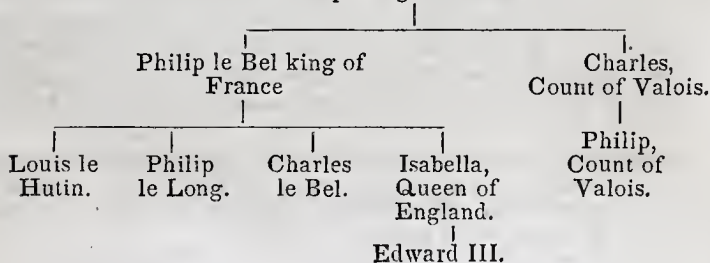 Philip le Bel king of
France
Charles,
Count of Valois.
Louis le
Hutin.
Philip
le Long.
Charles
le Bel.
Isabella,
Queen of
England.
Philip,
Count of
Valois.
Edward III.